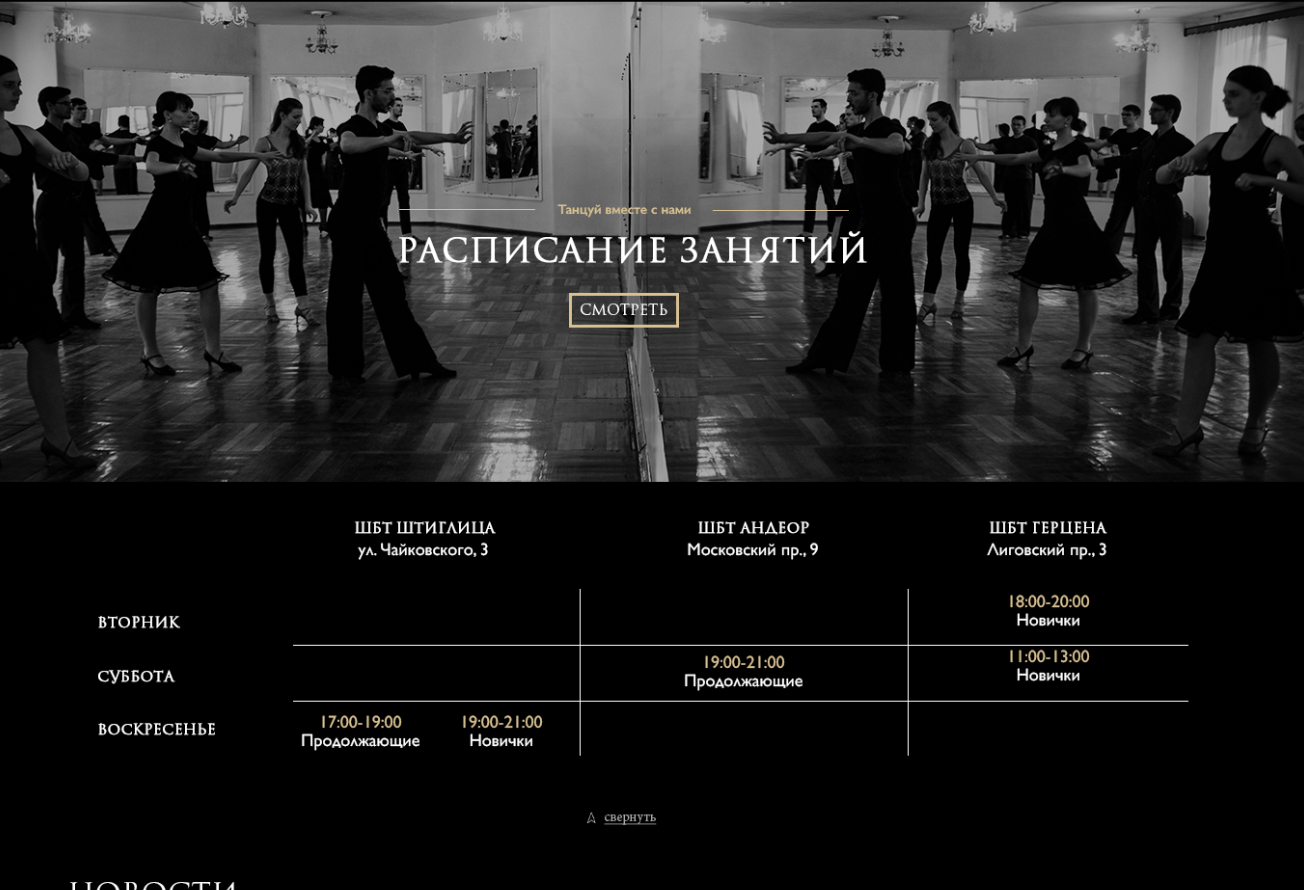 Танцуй вместе с нами
РАСПИСАНИЕ ЗАНЯТИЙ
СМОТРЕТЬ
ШБТ ШТИГЛИЦА
ул. Чайковского, 3
ШБТ АНДЕОР
Московский пр., 9
ШБТ ГЕРЦЕНА
Лиговский пр., 3
ВТОРНИК
18:00-20:00
Новички
СУББОТА
19:00-21:00
Продолжающие
11:00-13:00
Новички
ВОСКРЕСЕНЬЕ
17:00-19:00
Продолжающие
19:00-21:00
Новички
свернуть
НОВОСТИ